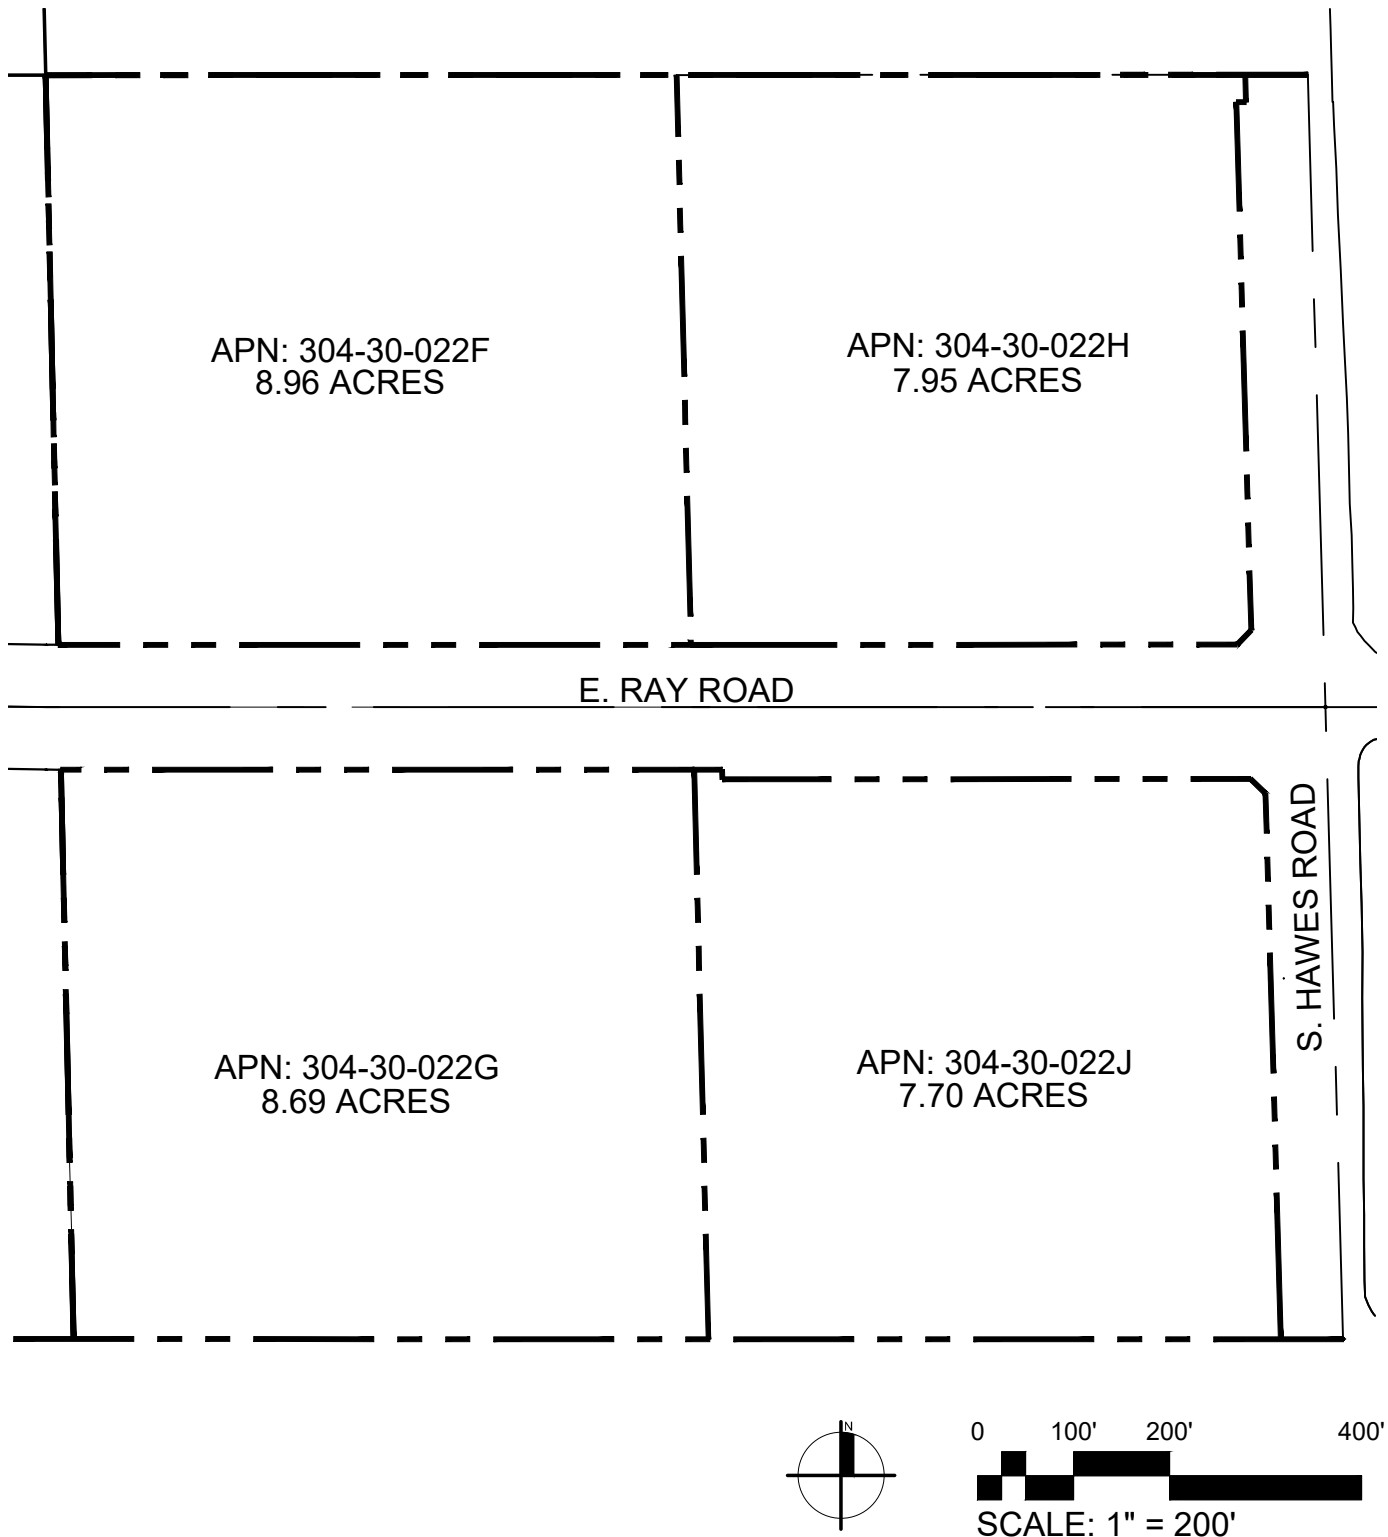 APN: 304-30-022F
8.96 ACRES
APN: 304-30-022H
7.95 ACRES
E. RAY ROAD
S. HAWES ROAD
APN: 304-30-022G
8.69 ACRES
APN: 304-30-022J
7.70 ACRES
N
0 100' 200' 400'
SCALE: 1" = 200'